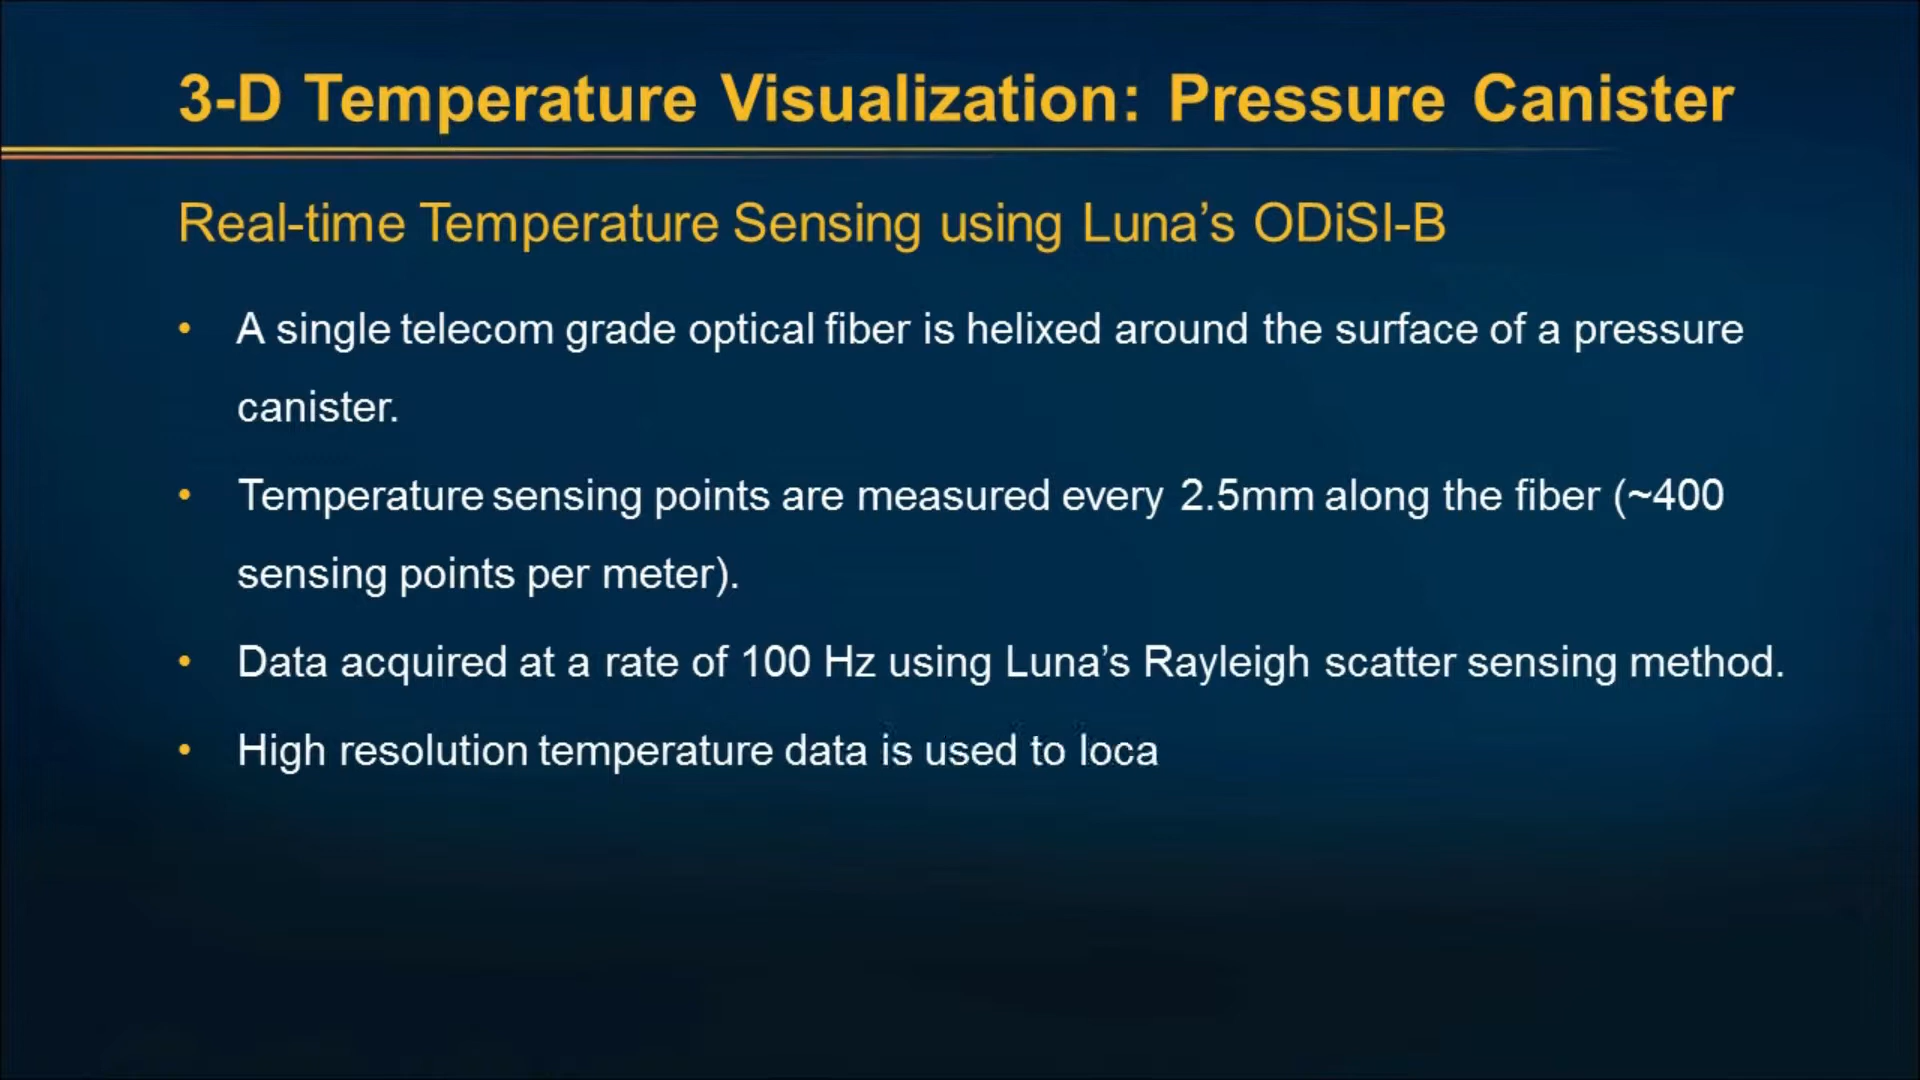 3-D Temperature Visualization: Pressure Canister
Real-time Temperature Sensing using Luna’s ODiSI-B
• A single telecom grade optical fiber is helixed around the surface of a pressure
canister.
• Temperature sensing points are measured every 2.5mm along the fiber (~400
sensing points per meter).
• Data acquired at a rate of 100 Hz using Luna’s Rayleigh scatter sensing method.
• High resolution temperature data is used to loca